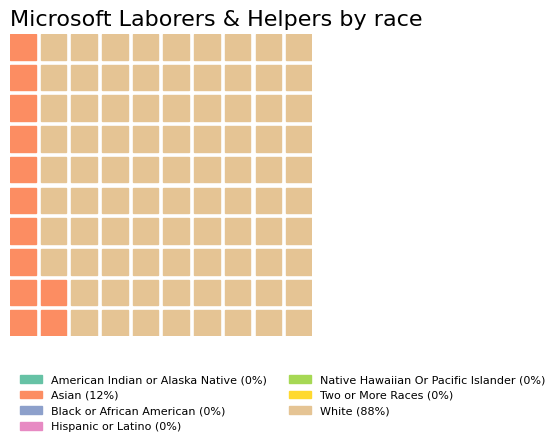 Microsoft Laborers & Helpers by race
American Indian or Alaska Native (0%)
Asian (12%)
Black or African American (0%)
Hispanic or Latino (0%)
Native Hawaiian Or Pacific Islander (0%)
Two or More Races (0%)
White (88%)